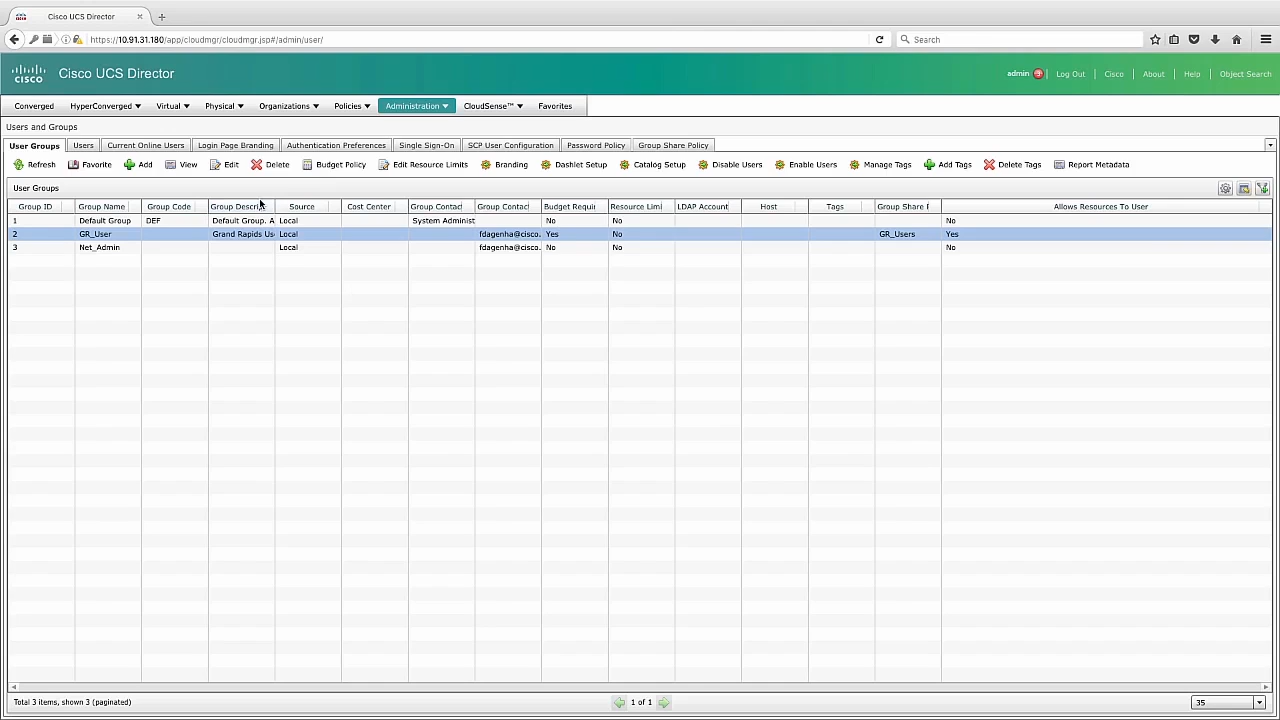 Cisco UCS Director × +
https://10.91.31.180/app/cloudmgr/cloudmgr.jsp#/admin/user/ Search
CISCO Cisco UCS Director admin Log Out Cisco About Help Object Search
Converged HyperConverged Virtual Physical Organizations Policies Administration CloudSense™ Favorites
Users and Groups
User Groups Users Current Online Users Login Page Branding Authentication Preferences Single Sign-On SCP User Configuration Password Policy Group Share Policy
Refresh Favorite Add View Edit Delete Budget Policy Edit Resource Limits Branding Dashlet Setup Catalog Setup Disable Users Enable Users Manage Tags Add Tags Delete Tags Report Metadata
User Groups
Group ID Group Name Group Code Group Descrip Source Cost Center Group Contac Group Contac Budget Requi Resource Limi LDAP Account Host Tags Group Share f Allows Resources To User
1 Default Group DEF Default Group. A Local System Administ No No No
2 GR_User Grand Rapids Us Local fdagenha@cisco. Yes No GR_Users Yes
3 Net_Admin Local fdagenha@cisco. No No No
Total 3 items, shown 3 (paginated) 1 of 1 35